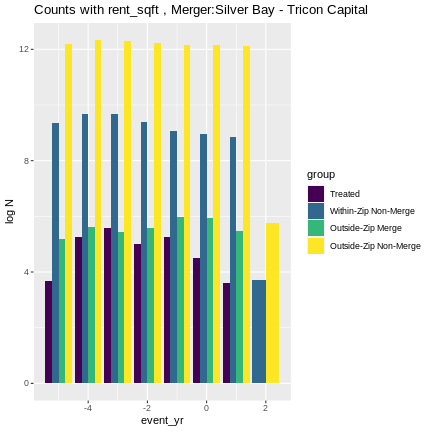 Counts with rent_sqft , Merger:Silver Bay - Tricon Capital
12
8
4
0
log N
-4
-2
0
2
event_yr
group
Treated
Within-Zip Non-Merge
Outside-Zip Merge
Outside-Zip Non-Merge